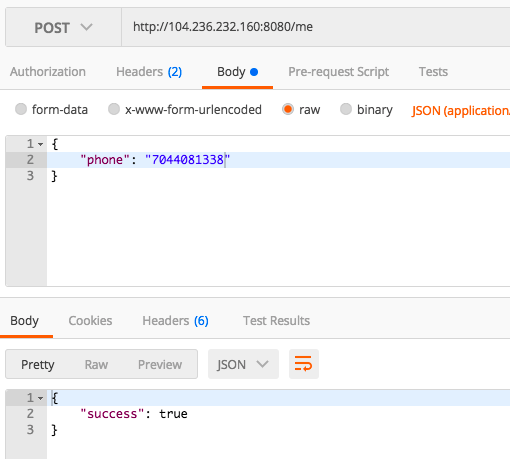 POST http://104.236.232.160:8080/me
Authorization Headers (2) Body Pre-request Script Tests
form-data x-www-form-urlencoded raw binary JSON (application/
1 {
2 "phone": "7044081338"
3 }
Body Cookies Headers (6) Test Results
Pretty Raw Preview JSON
1 {
2 "success": true
3 }